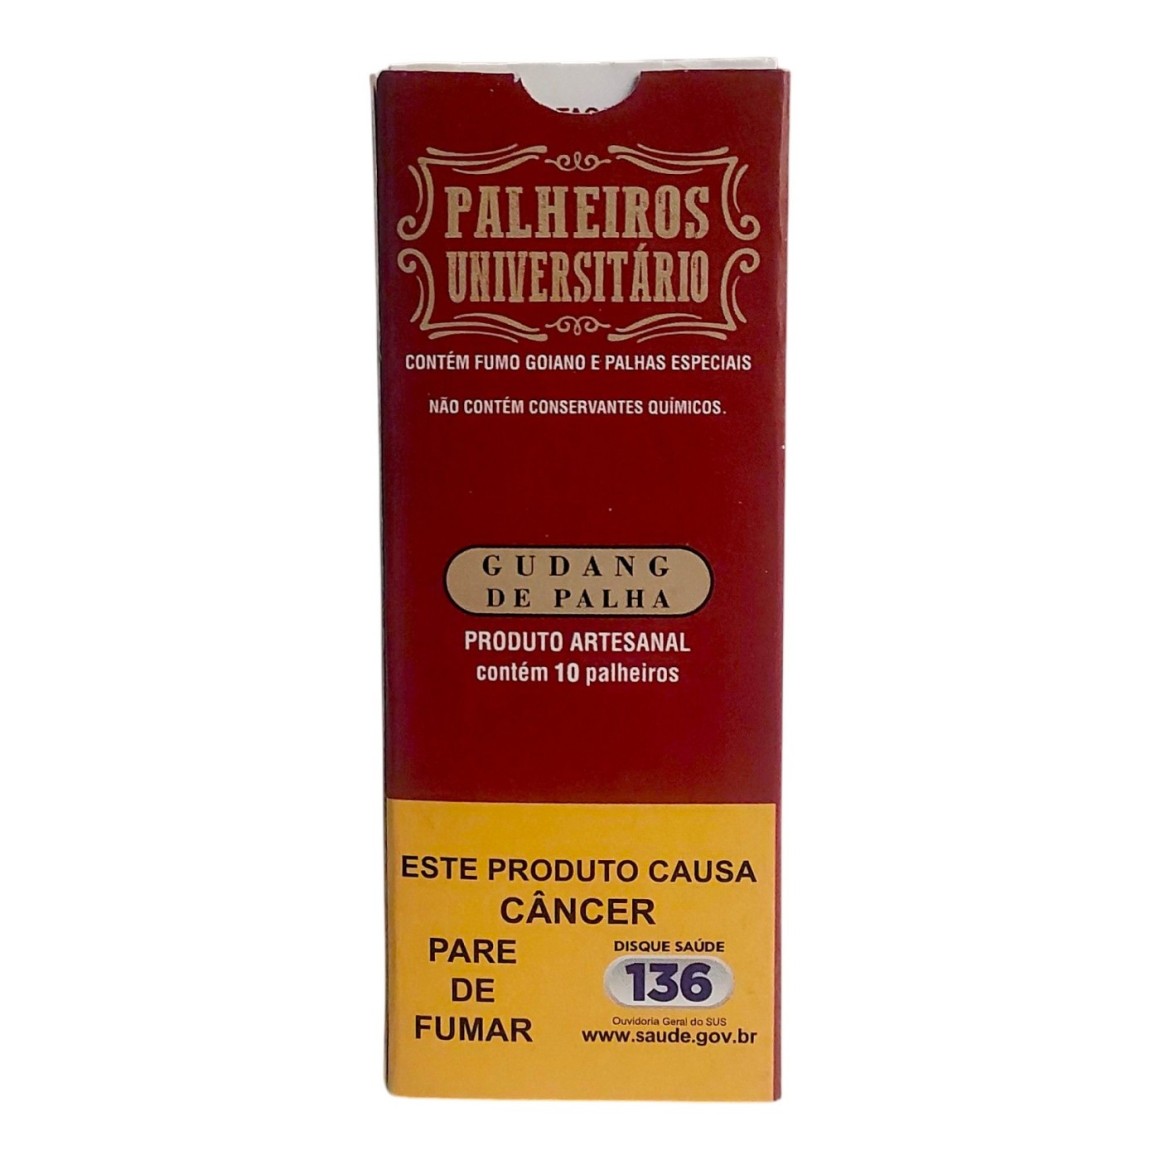 PALHEIROS
UNIVERSITÁRIO
CONTÉM FUMO GOIANO E PALHAS ESPECIAIS
NÃO CONTÉM CONSERVANTES QUÍMICOS.
GUDANG
DE PALHA
PRODUTO ARTESANAL
contém 10 palheiros
ESTE PRODUTO CAUSA
CÂNCER
PARE
DE
FUMAR
DISQUE SAÚDE
136
Ouvidoria Geral do SUS
www.saude.gov.br